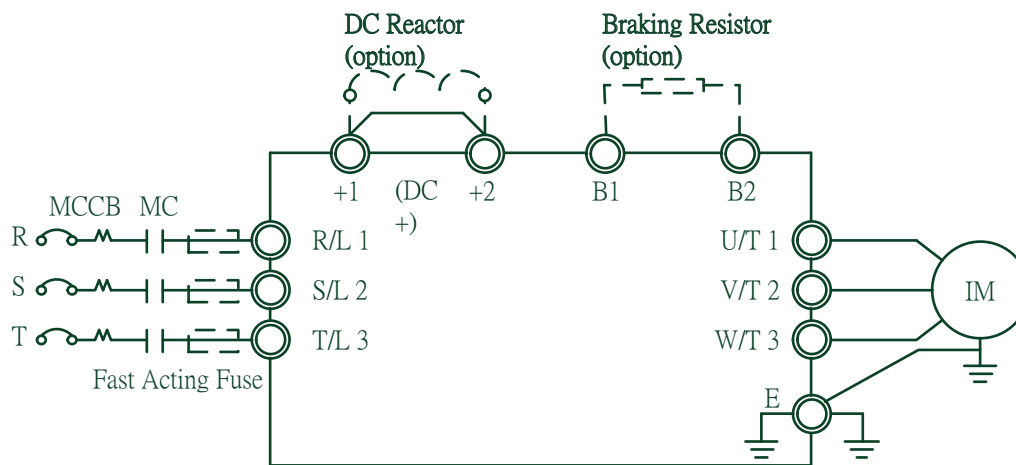 DC Reactor
(option)
Braking Resistor
(option)
+1
(DC
+)
+2
B1
B2
MCCB
MC
R
R/L 1
U/T 1
S
S/L 2
V/T 2
IM
T
T/L 3
W/T 3
Fast Acting Fuse
E